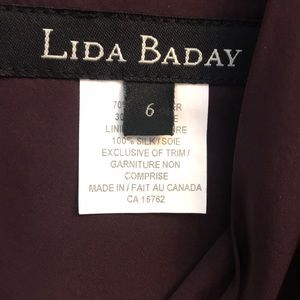 LIDA BADAY
6
70%
100% SILK/SOIE
EXCLUSIVE OF TRIM/
GARNITURE NON
COMPRISE
MADE IN / FAIT AU CANADA
CA 16762